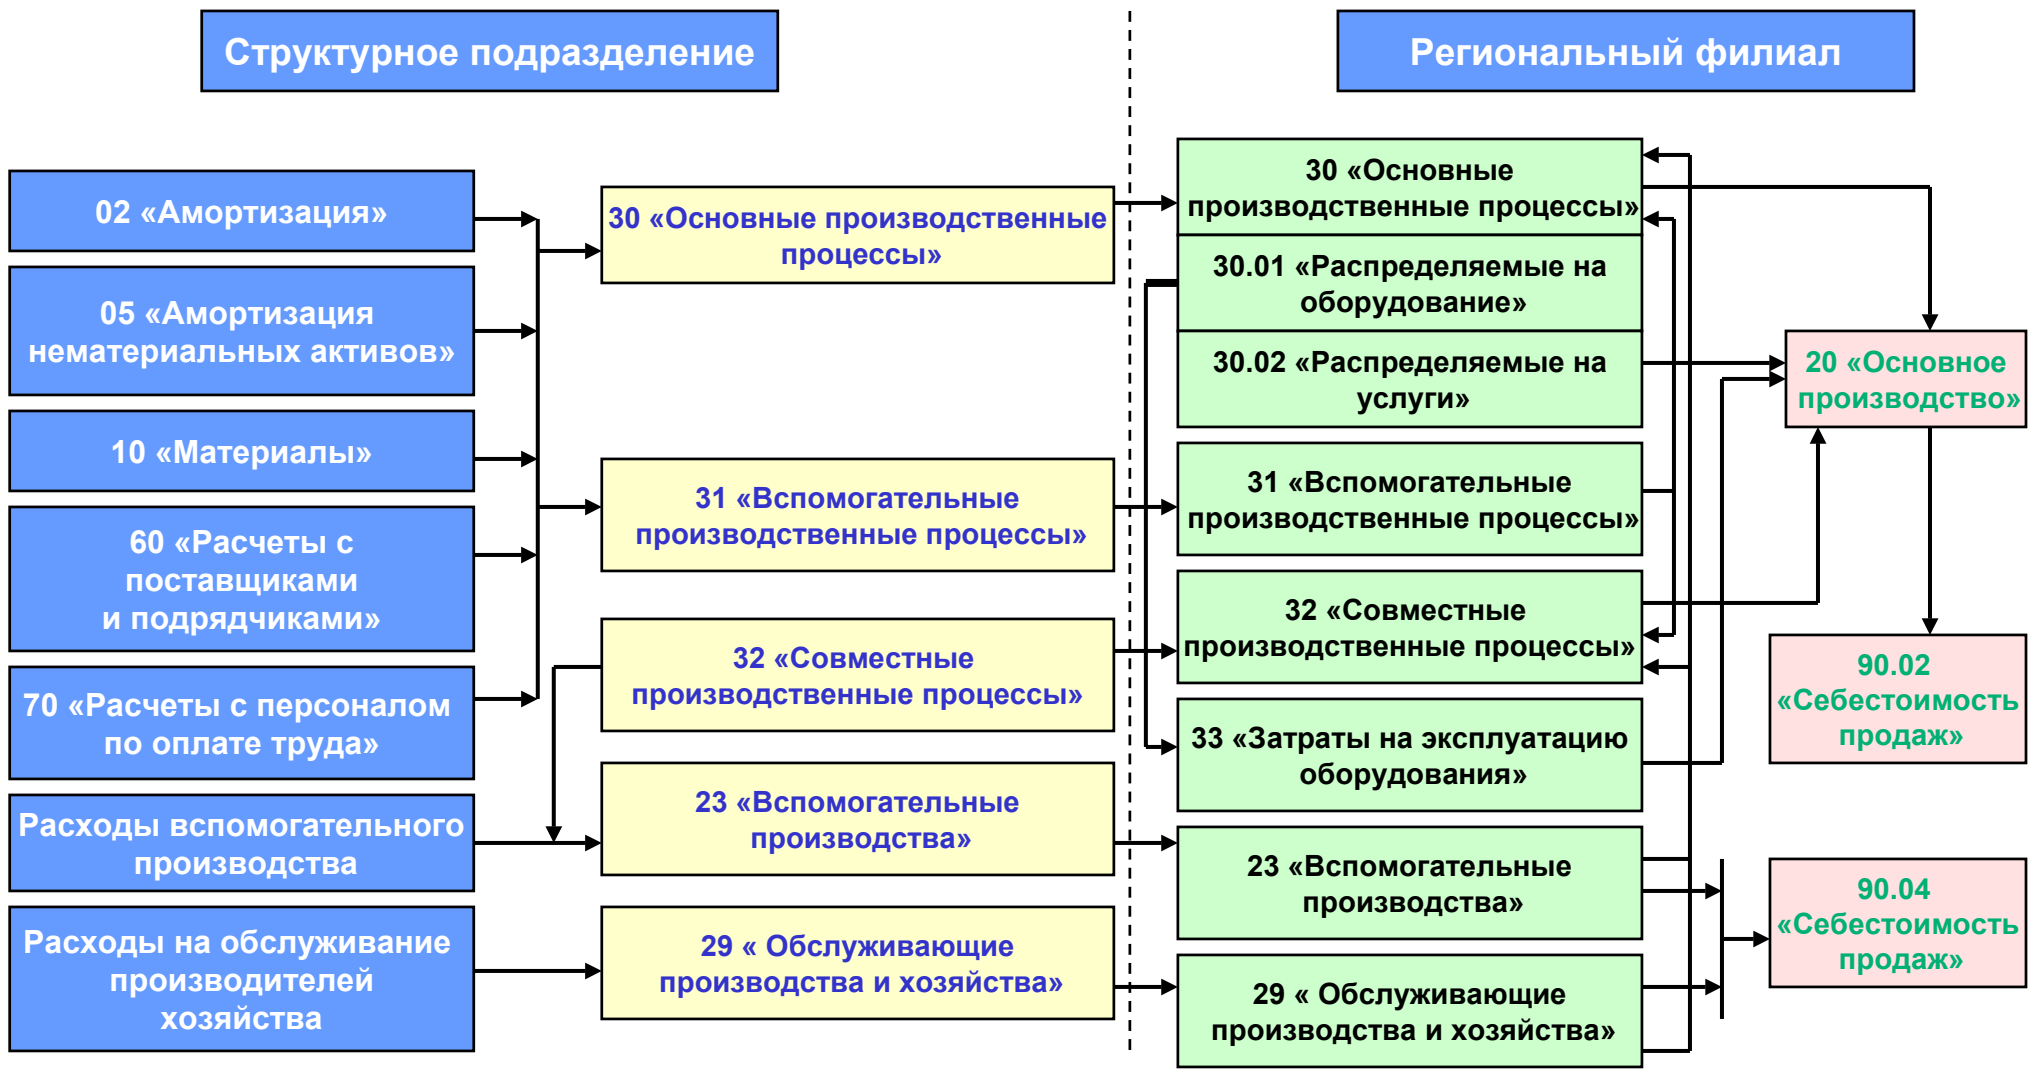 Структурное подразделение
Региональный филиал
02 «Амортизация»
05 «Амортизация
нематериальных активов»
10 «Материалы»
60 «Расчеты с
поставщиками
и подрядчиками»
70 «Расчеты с персоналом
по оплате труда»
Расходы вспомогательного
производства
Расходы на обслуживание
производителей
хозяйства
30 «Основные производственные
процессы»
31 «Вспомогательные
производственные процессы»
32 «Совместные
производственные процессы»
23 «Вспомогательные
производства»
29 « Обслуживающие
производства и хозяйства»
30 «Основные
производственные процессы»
30.01 «Распределяемые на
оборудование»
30.02 «Распределяемые на
услуги»
31 «Вспомогательные
производственные процессы»
32 «Совместные
производственные процессы»
33 «Затраты на эксплуатацию
оборудования»
23 «Вспомогательные
производства»
29 « Обслуживающие
производства и хозяйства»
20 «Основное
производство»
90.02
«Себестоимость
продаж»
90.04
«Себестоимость
продаж»